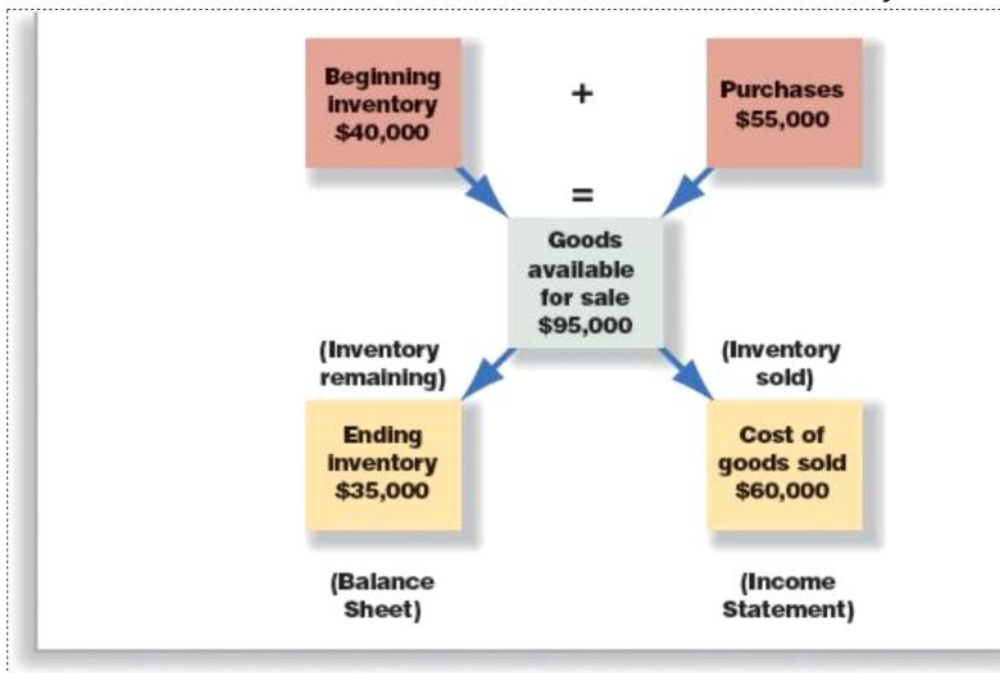 Beginning
inventory
$40,000
+
Purchases
$55,000
=
Goods
available
for sale
$95,000
(Inventory
remaining)
(Inventory
sold)
Ending
inventory
$35,000
Cost of
goods sold
$60,000
(Balance
Sheet)
(Income
Statement)